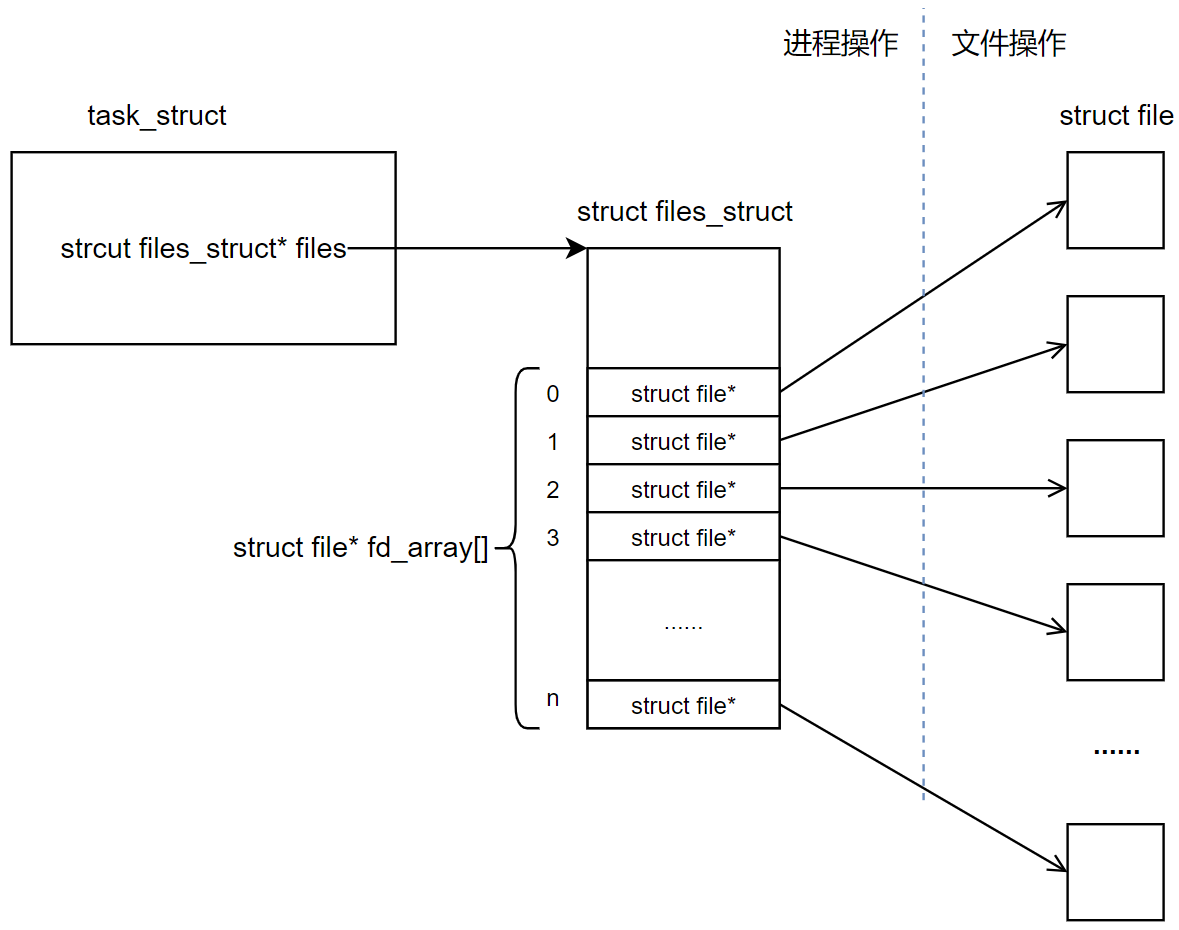 进程操作
文件操作
task_struct
struct file
strcut files_struct* files
struct files_struct
0
struct file*
1
struct file*
2
struct file*
3
struct file*
struct file* fd_array[]
......
n
struct file*
......